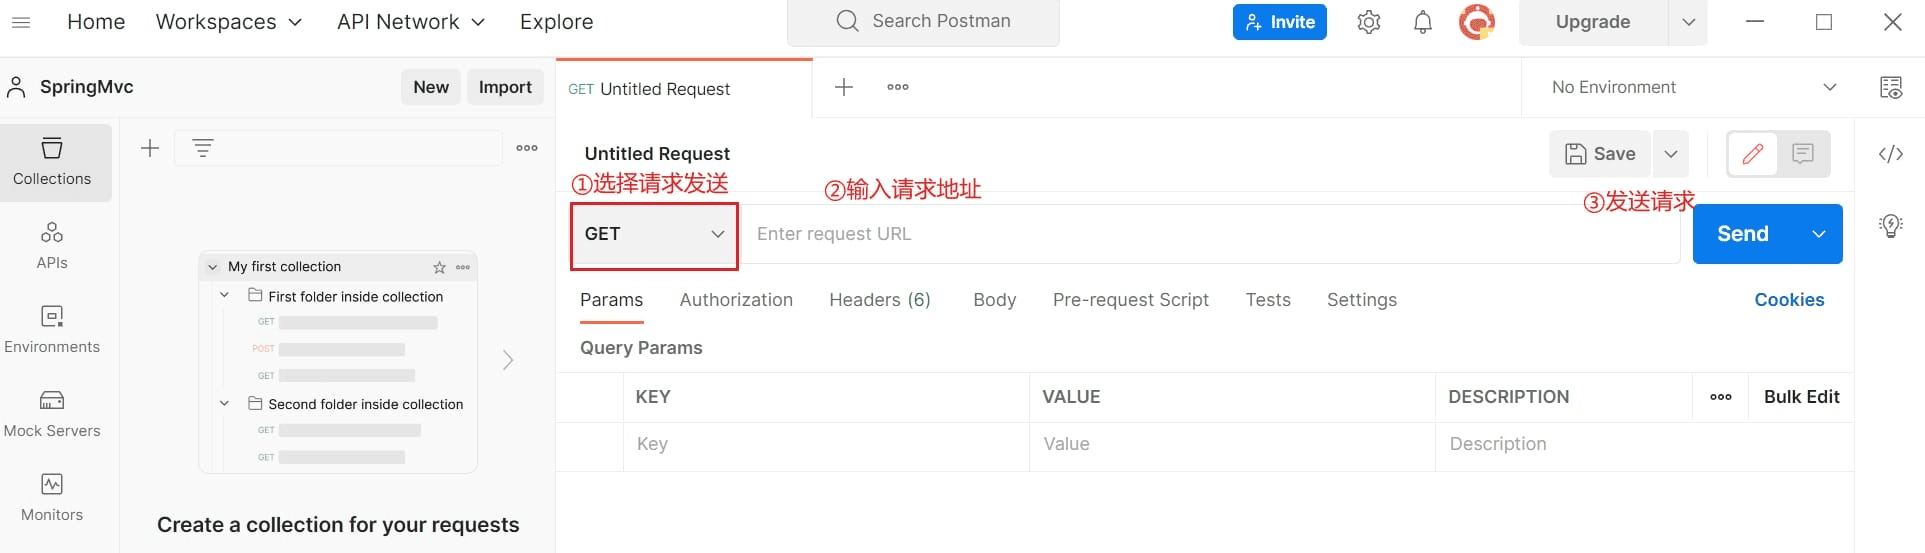 Home Workspaces API Network Explore Search Postman Invite Upgrade
SpringMvc New Import GET Untitled Request No Environment
Collections
APIs
Environments
Mock Servers
Monitors
My first collection
First folder inside collection
GET
POST
GET
Second folder inside collection
GET
GET
Create a collection for your requests
Untitled Request Save
①选择请求发送 ②输入请求地址 ③发送请求
GET Enter request URL Send
Params Authorization Headers (6) Body Pre-request Script Tests Settings Cookies
Query Params
KEY VALUE DESCRIPTION Bulk Edit
Key Value Description